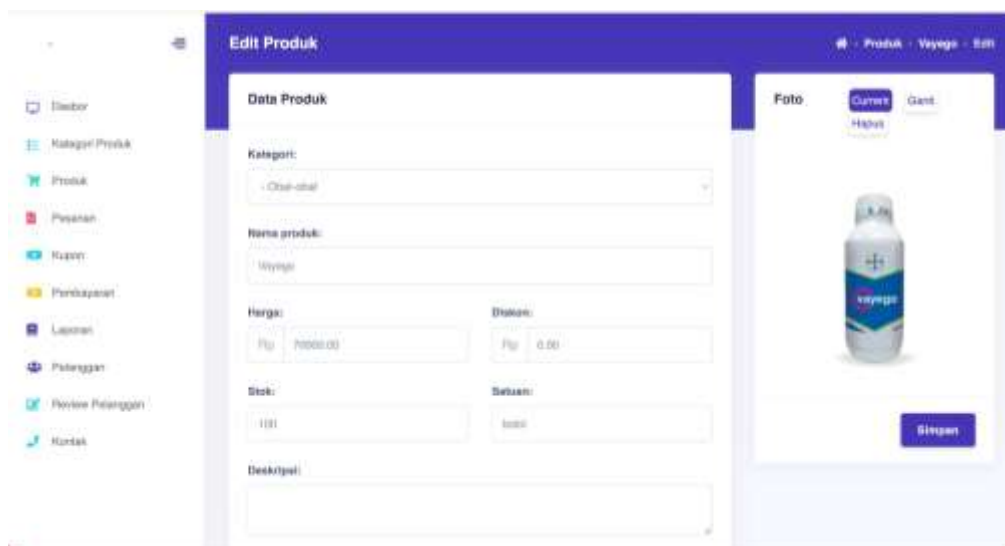 Edit Produk
Produk - Vayego - Edit
Dasbor
Kategori Produk
Produk
Pesanan
Kupon
Pembayaran
Laporan
Pelanggan
Review Pelanggan
Kontak
Data Produk
Kategori:
- Obat-obat
Nama produk:
Vayego
Harga:
Diskon:
Rp 70000.00
Rp 0.00
Stok:
Satuan:
100
botol
Deskripsi:
Foto
Current
Ganti
Hapus
vayego
Simpan